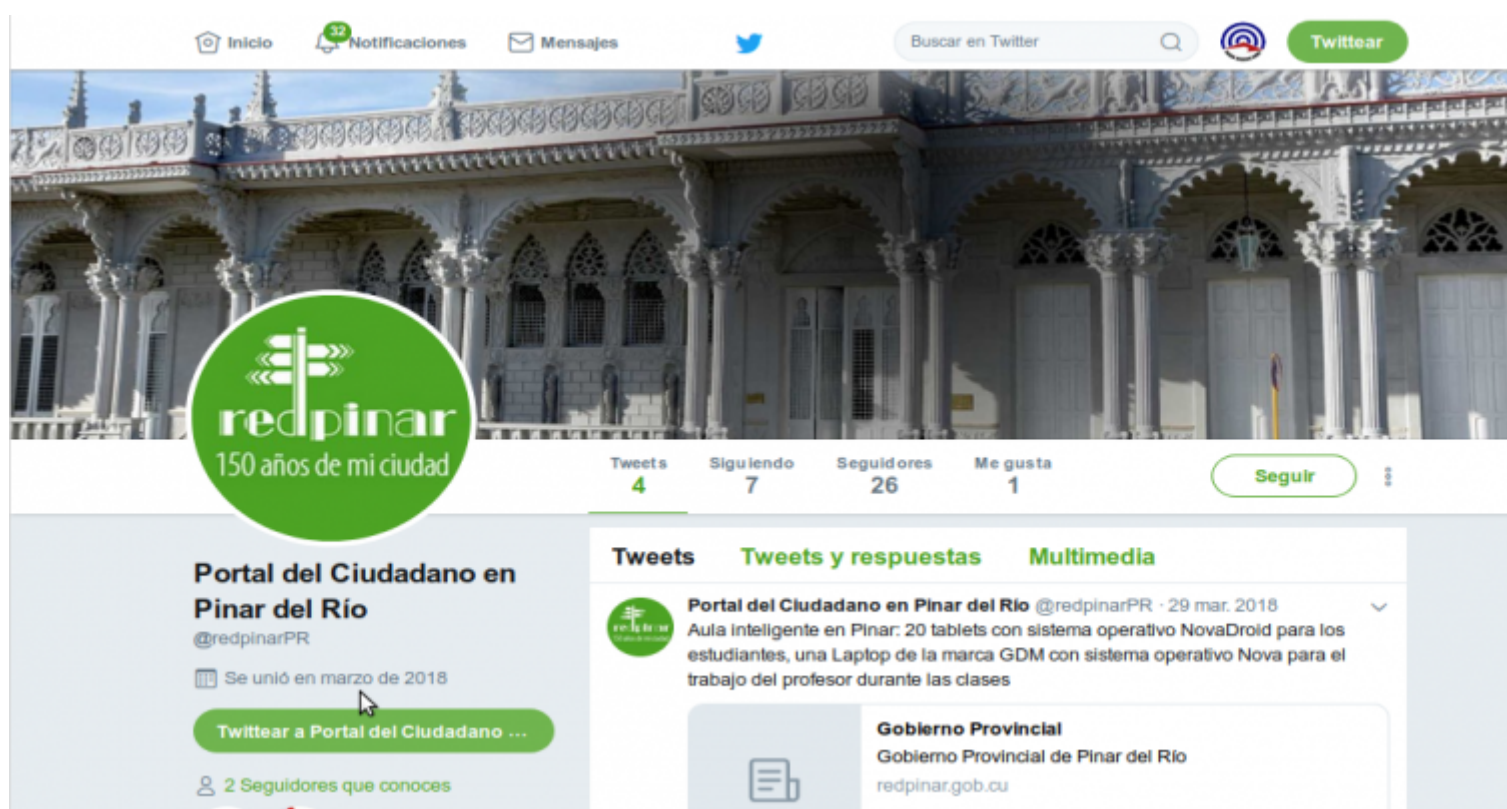 Inicio
32
Notificaciones
Mensajes
Buscar en Twitter
Twittear
redpinar
150 años de mi ciudad
Tweets
4
Siguiendo
7
Seguidores
26
Me gusta
1
Seguir
Portal del Ciudadano en
Pinar del Río
@redpinarPR
Se unió en marzo de 2018
Twittear a Portal del Ciudadano ...
2 Seguidores que conoces
Tweets Tweets y respuestas Multimedia
Portal del Ciudadano en Pinar del Río @redpinarPR · 29 mar. 2018
Aula inteligente en Pinar: 20 tablets con sistema operativo NovaDroid para los
estudiantes, una Laptop de la marca GDM con sistema operativo Nova para el
trabajo del profesor durante las clases
Gobierno Provincial
Gobierno Provincial de Pinar del Río
redpinar.gob.cu